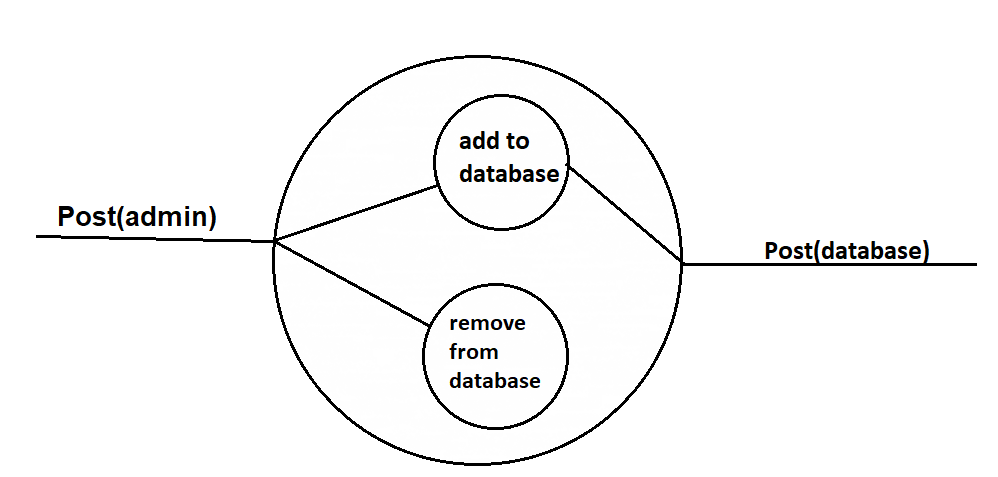 add to
database
Post(admin)
Post(database)
remove
from
database